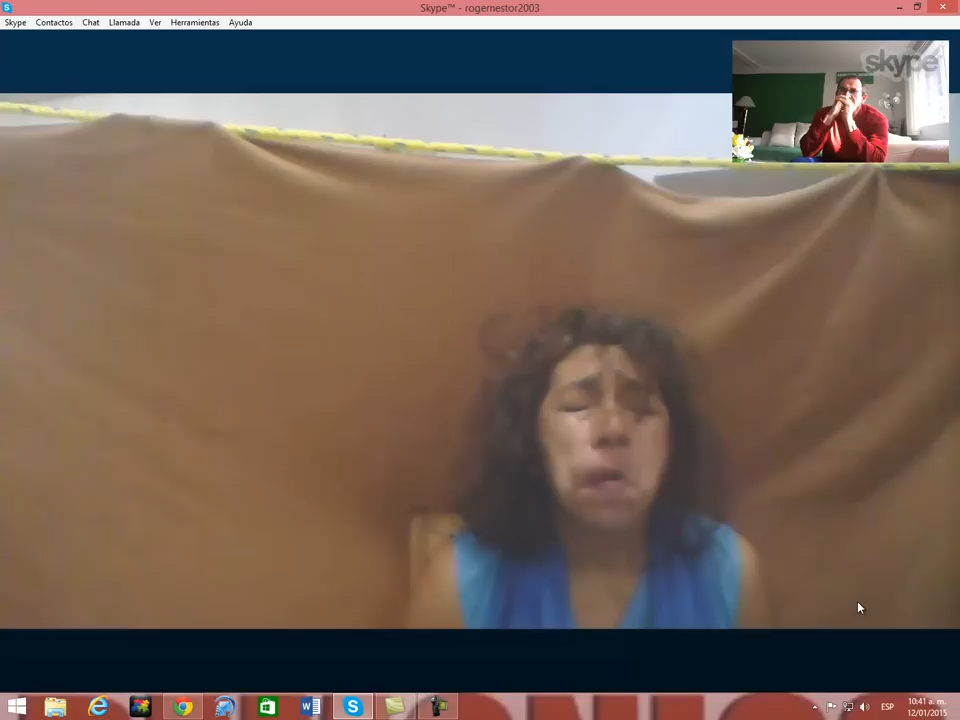 Skype™ - rogernestor2003
Skype Contactos Chat Llamada Ver Herramientas Ayuda
skype
ESP
10:41 a. m.
12/01/2015